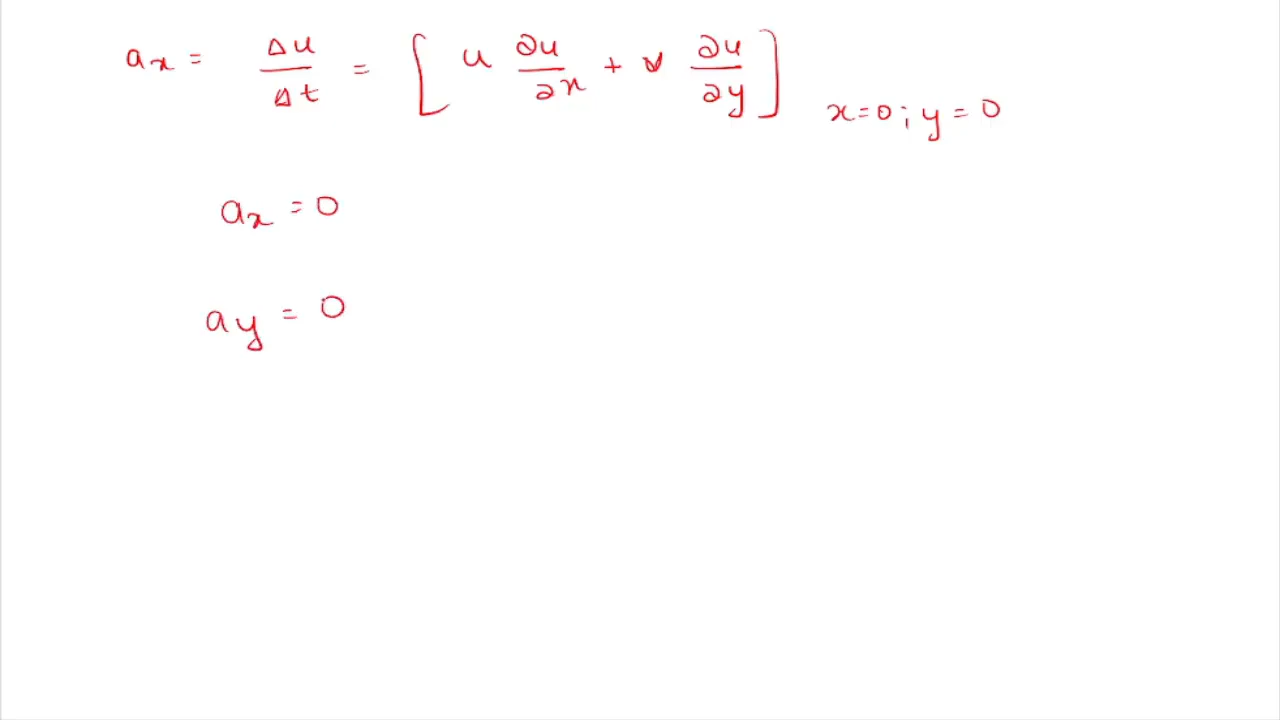 ax = Δu/Δt = [u ∂u/∂x + v ∂u/∂y] x=0; y=0
ax = 0
ay = 0